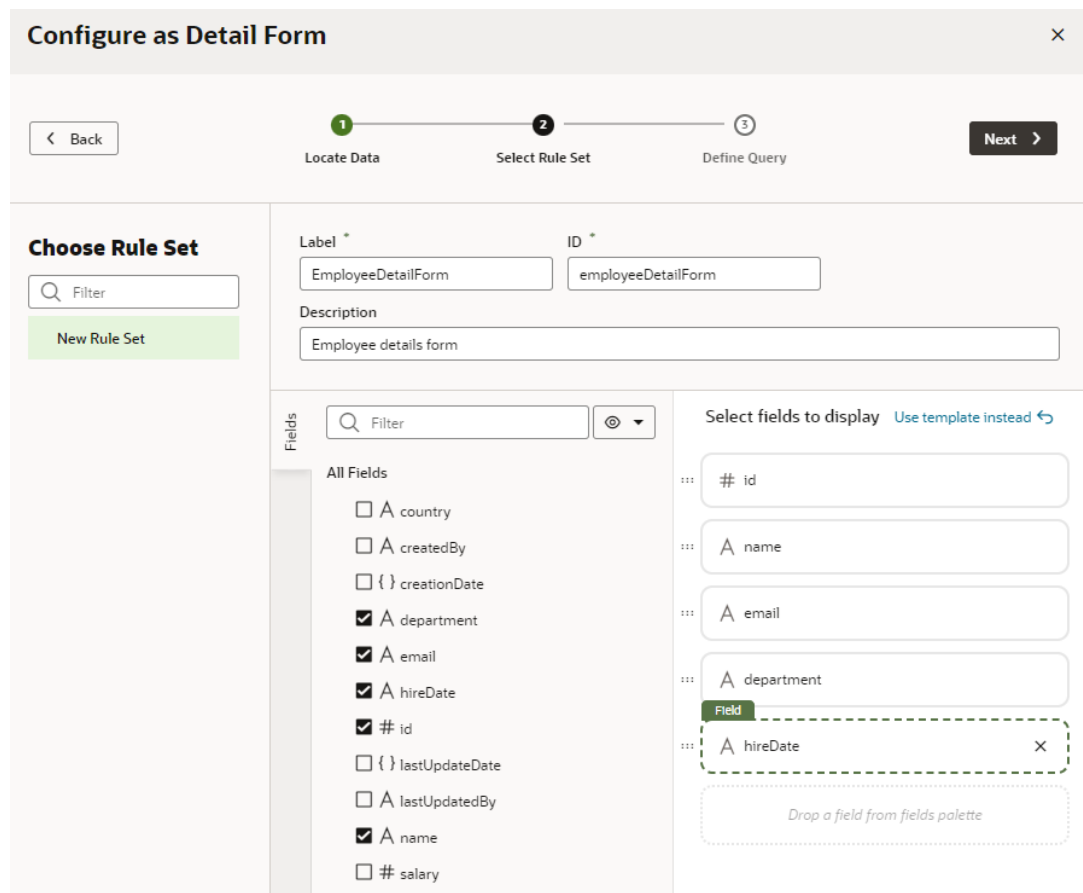 Configure as Detail Form
Back
1
2
3
Next
Locate Data
Select Rule Set
Define Query
Choose Rule Set
Filter
New Rule Set
Label *
ID *
EmployeeDetailForm
employeeDetailForm
Description
Employee details form
Fields
Filter
All Fields
A country
A createdBy
{ } creationDate
A department
A email
A hireDate
# id
{ } lastUpdateDate
A lastUpdatedBy
A name
# salary
Select fields to display Use template instead
# id
A name
A email
A department
Field
A hireDate
Drop a field from fields palette